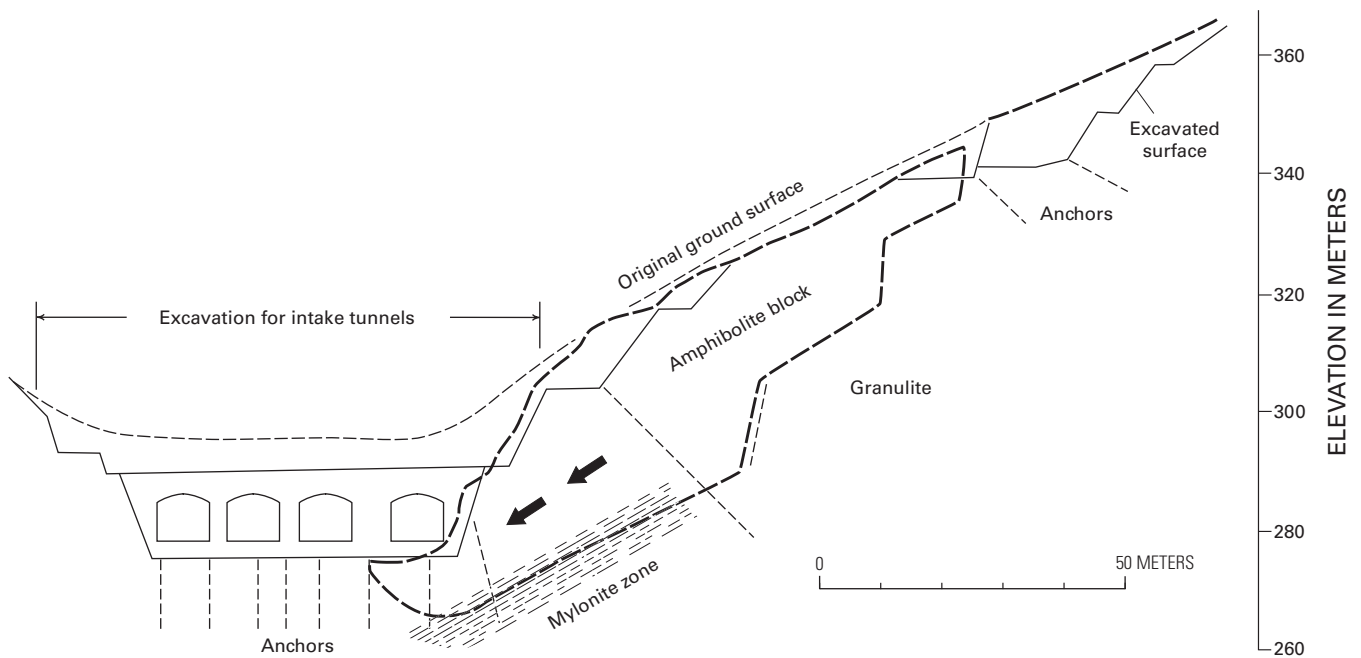 360
Excavated
surface
340
Anchors
Original ground surface
320
Excavation for intake tunnels
Amphibolite block
Granulite
300
ELEVATION IN METERS
280
0 50 METERS
Mylonite zone
Anchors
260